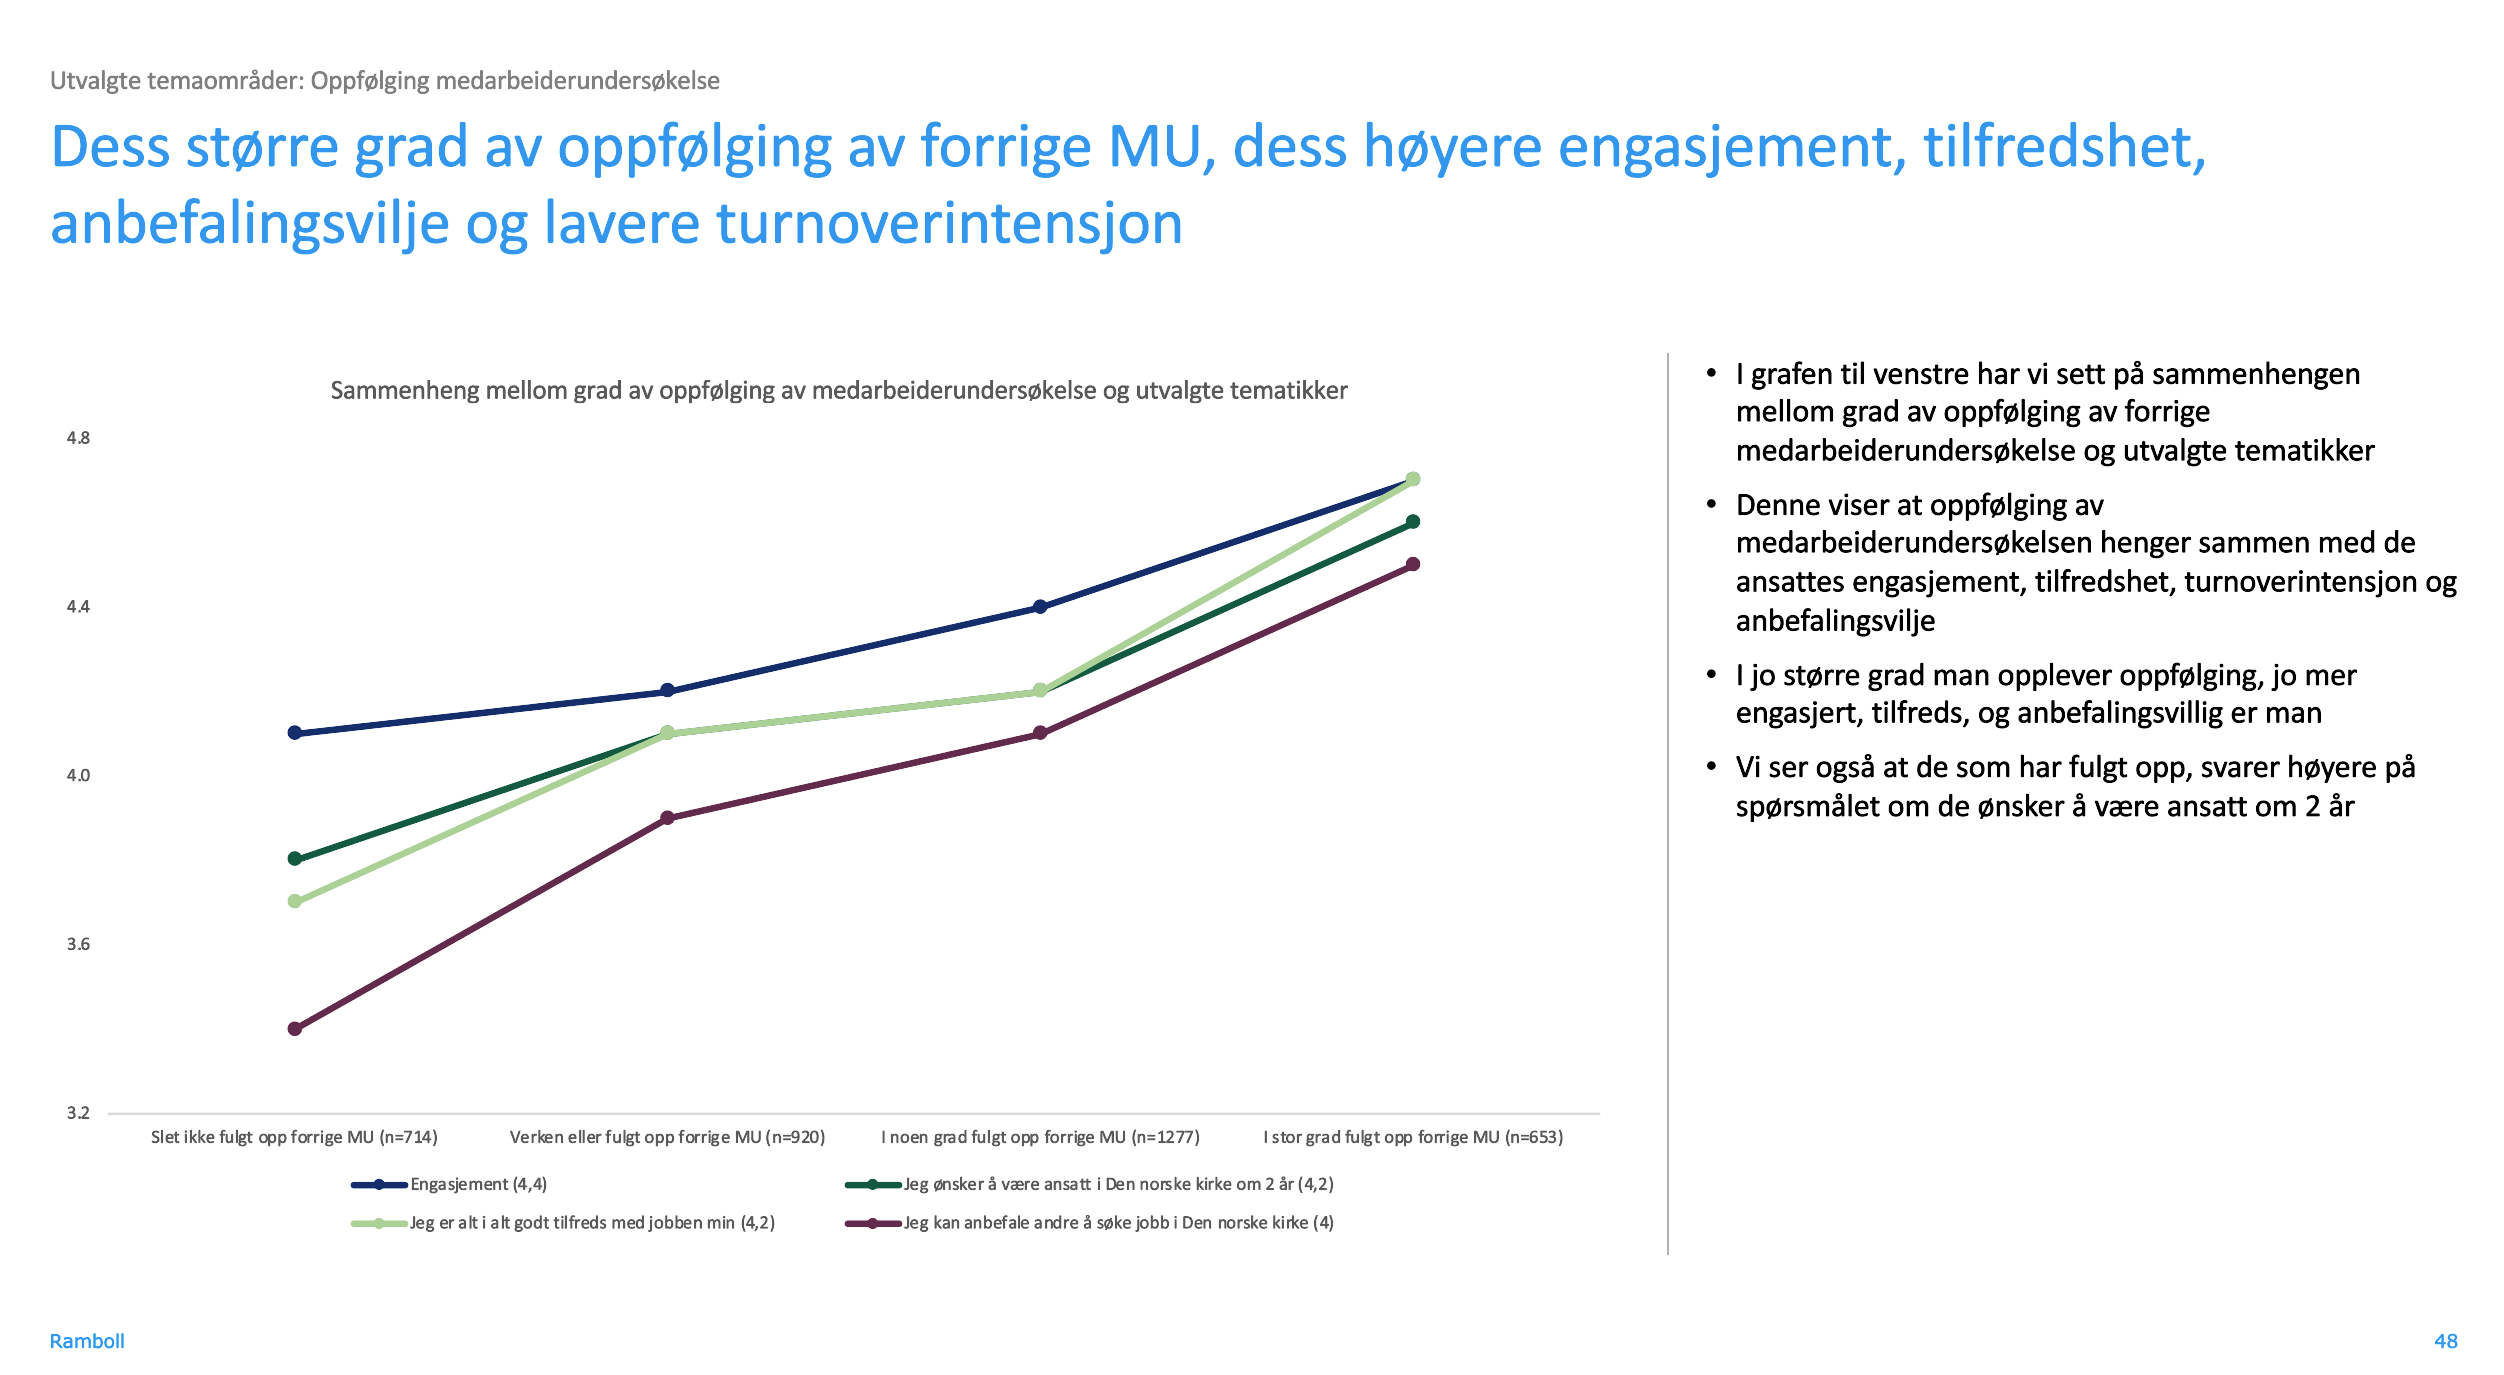 Utvalgte temaområder: Oppfølging medarbeiderundersøkelse
Dess større grad av oppfølging av forrige MU, dess høyere engasjement, tilfredshet,
anbefalingsvilje og lavere turnoverintensjon
Sammenheng mellom grad av oppfølging av medarbeiderundersøkelse og utvalgte tematikker
4.8
4.4
4.0
3.6
3.2
Slet ikke fulgt opp forrige MU (n=714)
Verken eller fulgt opp forrige MU (n=920)
I noen grad fulgt opp forrige MU (n=1277)
I stor grad fulgt opp forrige MU (n=653)
Engasjement (4,4)
Jeg ønsker å være ansatt i Den norske kirke om 2 år (4,2)
Jeg er alt i alt godt tilfreds med jobben min (4,2)
Jeg kan anbefale andre å søke jobb i Den norske kirke (4)
• I grafen til venstre har vi sett på sammenhengen
mellom grad av oppfølging av forrige
medarbeiderundersøkelse og utvalgte tematikker
• Denne viser at oppfølging av
medarbeiderundersøkelsen henger sammen med de
ansattes engasjement, tilfredshet, turnoverintensjon og
anbefalingsvilje
• I jo større grad man opplever oppfølging, jo mer
engasjert, tilfreds, og anbefalingsvillig er man
• Vi ser også at de som har fulgt opp, svarer høyere på
spørsmålet om de ønsker å være ansatt om 2 år
Ramboll
48